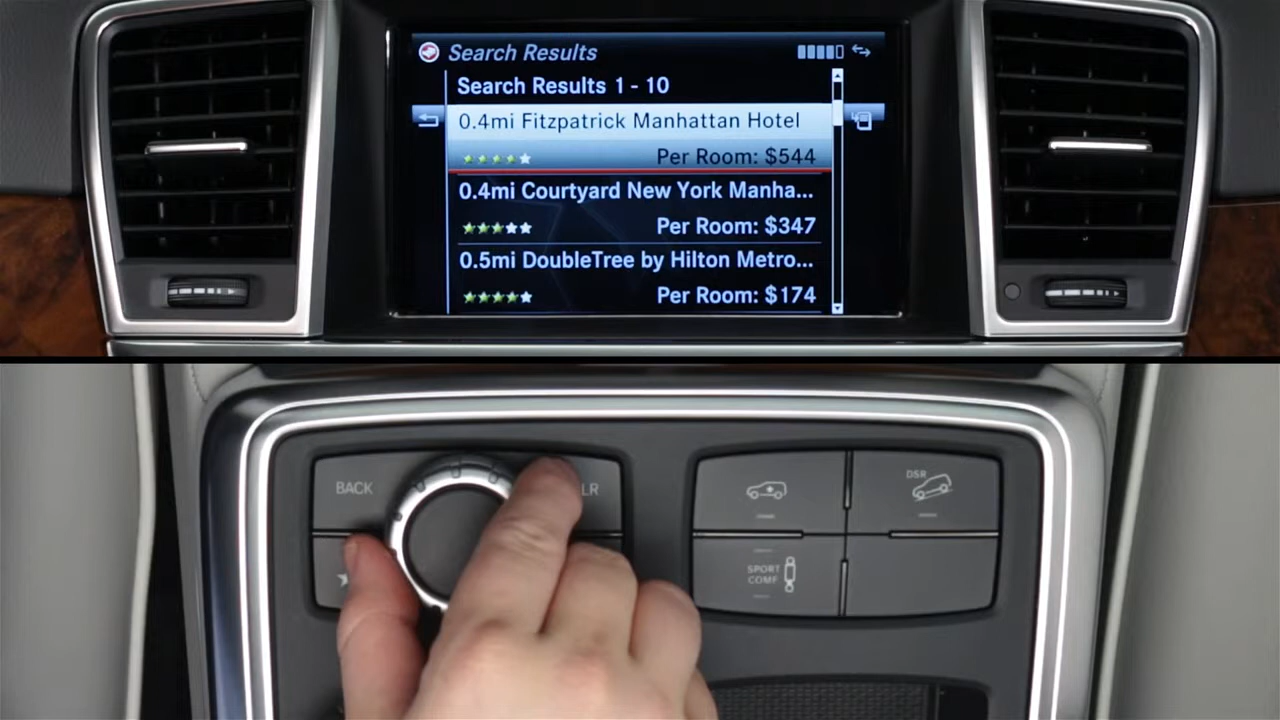 Search Results
Search Results 1 - 10
0.4mi Fitzpatrick Manhattan Hotel
Per Room: $544
0.4mi Courtyard New York Manha...
Per Room: $347
0.5mi DoubleTree by Hilton Metro...
Per Room: $174
BACK
LR
DSR
SPORT
COMF